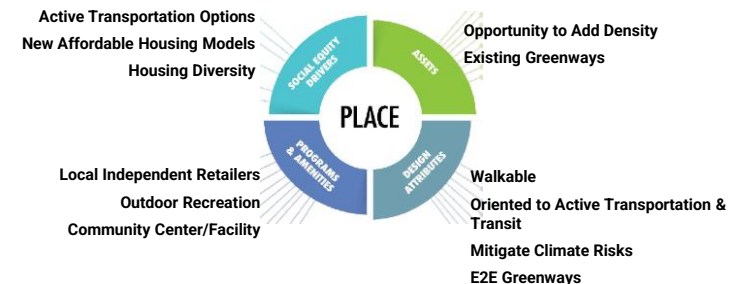 Active Transportation Options
New Affordable Housing Models
Housing Diversity
SOCIAL EQUITY
DRIVERS
ASSETS
Opportunity to Add Density
Existing Greenways
PLACE
Local Independent Retailers
Outdoor Recreation
Community Center/Facility
PROGRAMS
& AMENITIES
DESIGN
ATTRIBUTES
Walkable
Oriented to Active Transportation &
Transit
Mitigate Climate Risks
E2E Greenways